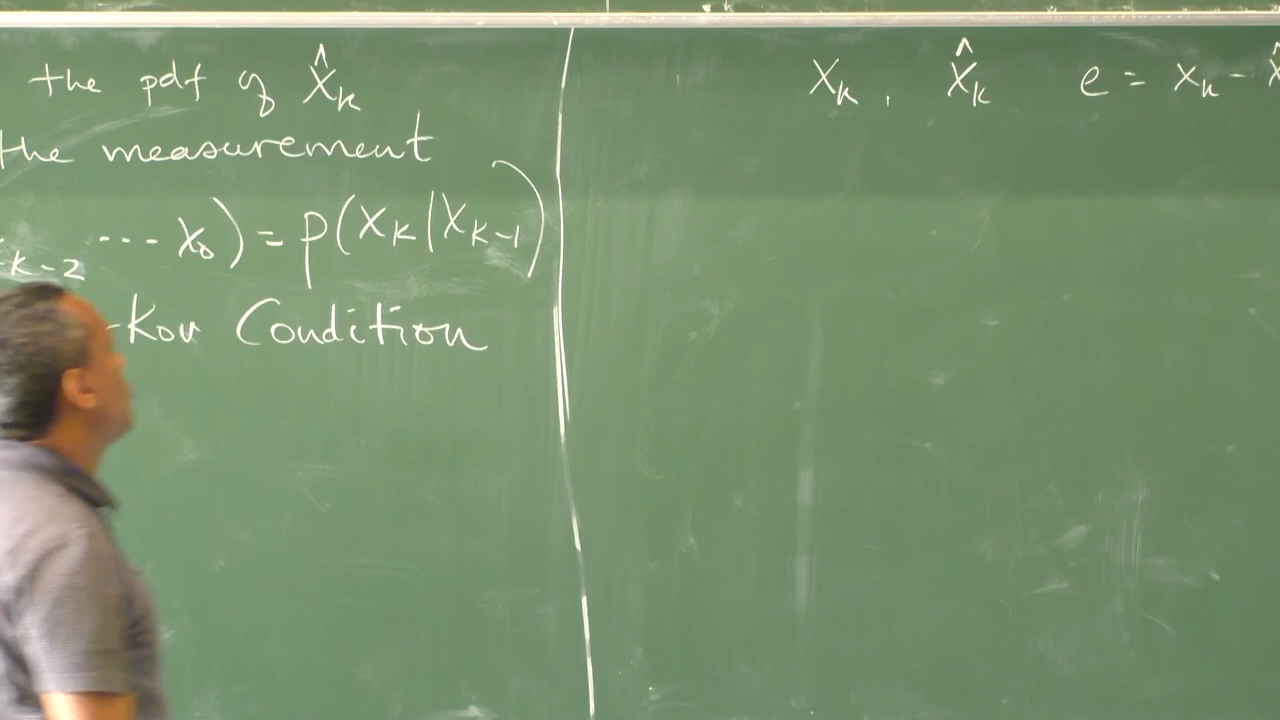 the pdf of X̂ₖ
the measurement
... x₀) = p(Xₖ|Xₖ₋₁)
k-2
-Kov Condition
Xₖ, X̂ₖ e = xₖ -